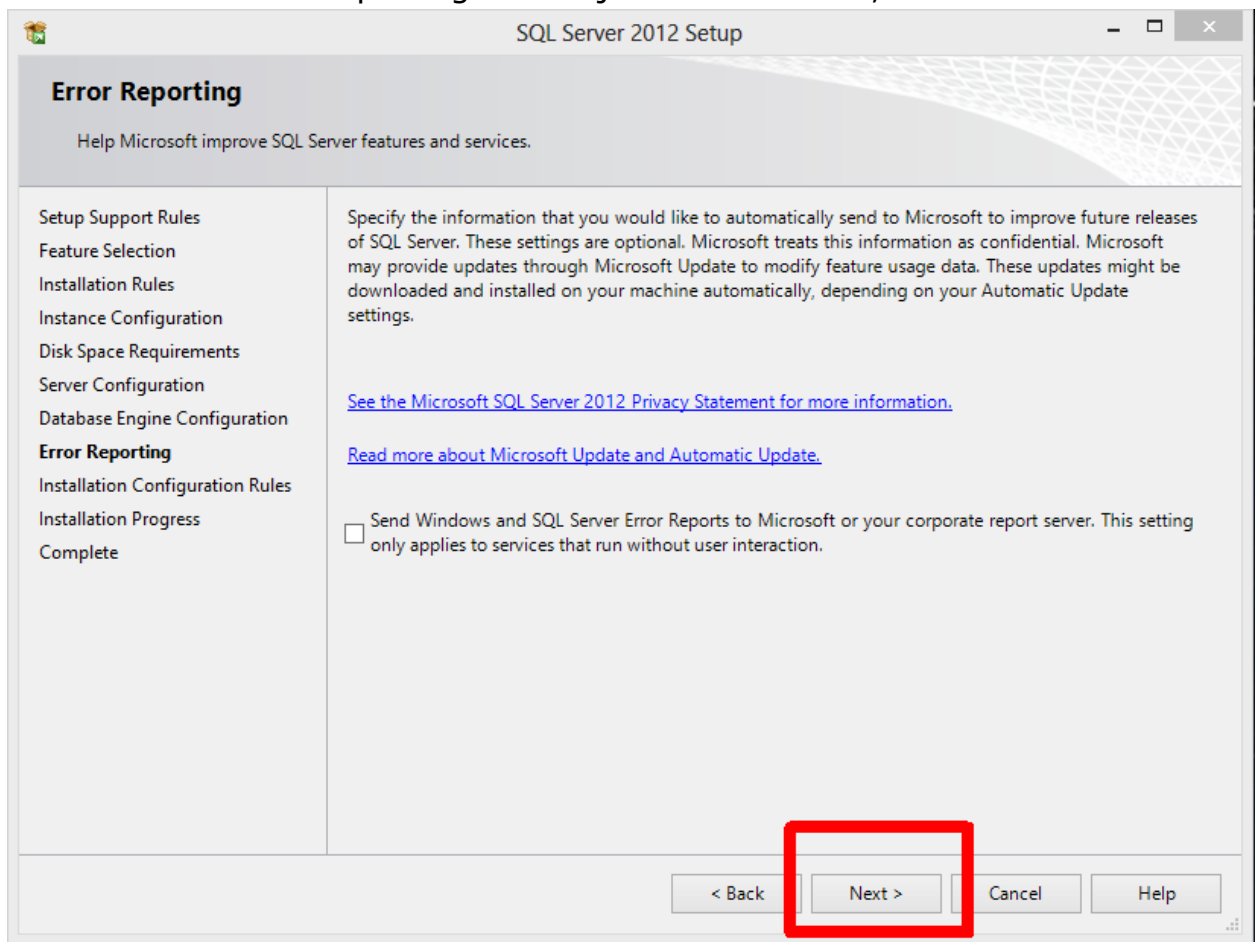 SQL Server 2012 Setup
Error Reporting
Help Microsoft improve SQL Server features and services.
Setup Support Rules
Feature Selection
Installation Rules
Instance Configuration
Disk Space Requirements
Server Configuration
Database Engine Configuration
Error Reporting
Installation Configuration Rules
Installation Progress
Complete
Specify the information that you would like to automatically send to Microsoft to improve future releases
of SQL Server. These settings are optional. Microsoft treats this information as confidential. Microsoft
may provide updates through Microsoft Update to modify feature usage data. These updates might be
downloaded and installed on your machine automatically, depending on your Automatic Update
settings.
See the Microsoft SQL Server 2012 Privacy Statement for more information.
Read more about Microsoft Update and Automatic Update.
Send Windows and SQL Server Error Reports to Microsoft or your corporate report server. This setting
only applies to services that run without user interaction.
< Back
Next >
Cancel
Help